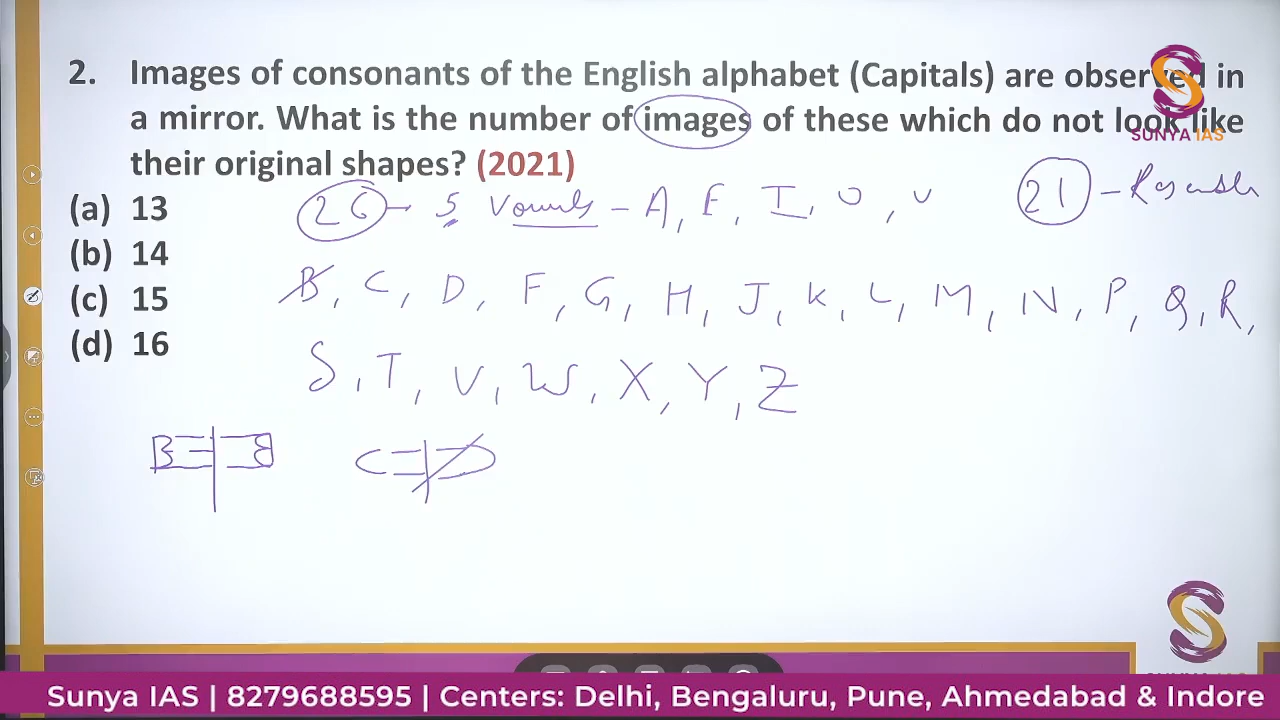 2. Images of consonants of the English alphabet (Capitals) are observed in
a mirror. What is the number of images of these which do not look like
their original shapes? (2021)
SUNYA IAS
(a) 13
(b) 14
(c) 15
(d) 16
26 - 5 Vowels - A, E, I, O, U
21 -
B, C, D, F, G, H, J, K, L, M, N, P, Q, R,
S, T, V, W, X, Y, Z
B
C
Sunya IAS | 8279688595 | Centers: Delhi, Bengaluru, Pune, Ahmedabad & Indore